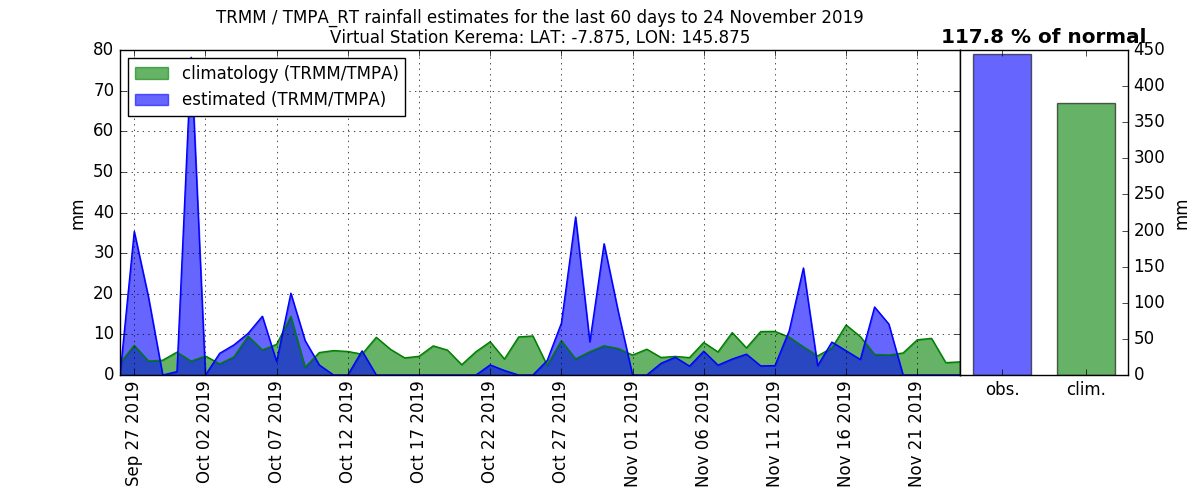 TRMM / TMPA_RT rainfall estimates for the last 60 days to 24 November 2019
Virtual Station Kerema: LAT: -7.875, LON: 145.875
117.8 % of normal
climatology (TRMM/TMPA)
estimated (TRMM/TMPA)
80
70
60
50
40
30
20
10
0
mm
450
400
350
300
250
200
150
100
50
0
mm
obs.
clim.
Sep 27 2019
Oct 02 2019
Oct 07 2019
Oct 12 2019
Oct 17 2019
Oct 22 2019
Oct 27 2019
Nov 01 2019
Nov 06 2019
Nov 11 2019
Nov 16 2019
Nov 21 2019